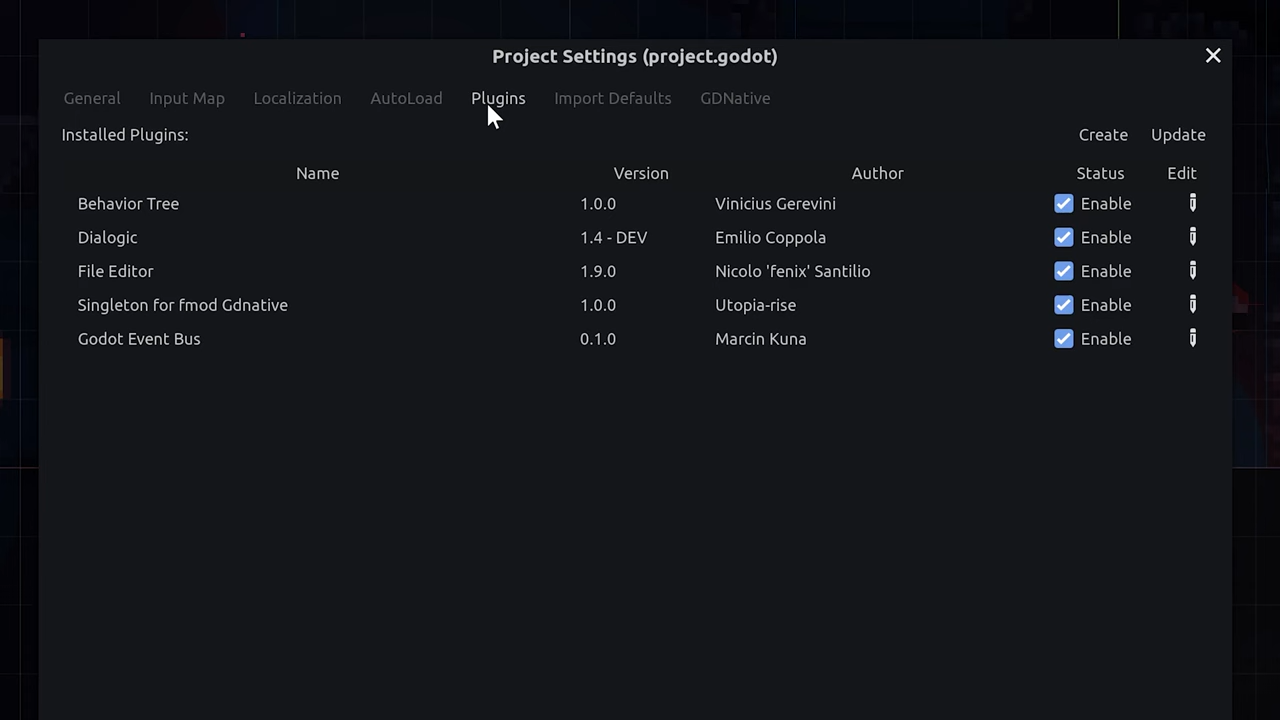 Project Settings (project.godot)
General Input Map Localization AutoLoad Plugins Import Defaults GDNative
Installed Plugins: Create Update
Name Version Author Status Edit
Behavior Tree 1.0.0 Vinicius Gerevini Enable
Dialogic 1.4 - DEV Emilio Coppola Enable
File Editor 1.9.0 Nicolo 'fenix' Santilio Enable
Singleton for fmod Gdnative 1.0.0 Utopia-rise Enable
Godot Event Bus 0.1.0 Marcin Kuna Enable